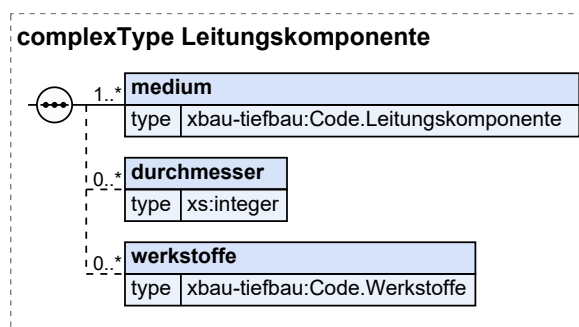 complexType Leitungskomponente
1..* medium
type xbau-tiefbau:Code.Leitungskomponente
0..* durchmesser
type xs:integer
0..* werkstoffe
type xbau-tiefbau:Code.Werkstoffe